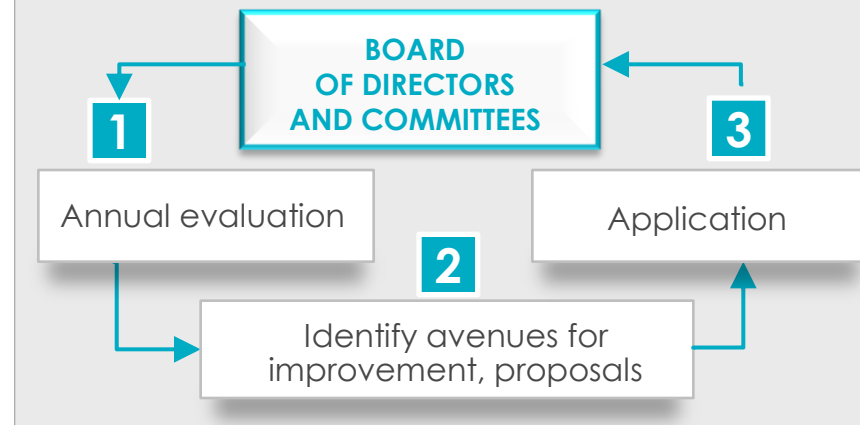 BOARD
OF DIRECTORS
AND COMMITTEES
1
Annual evaluation
2
Identify avenues for
improvement, proposals
3
Application